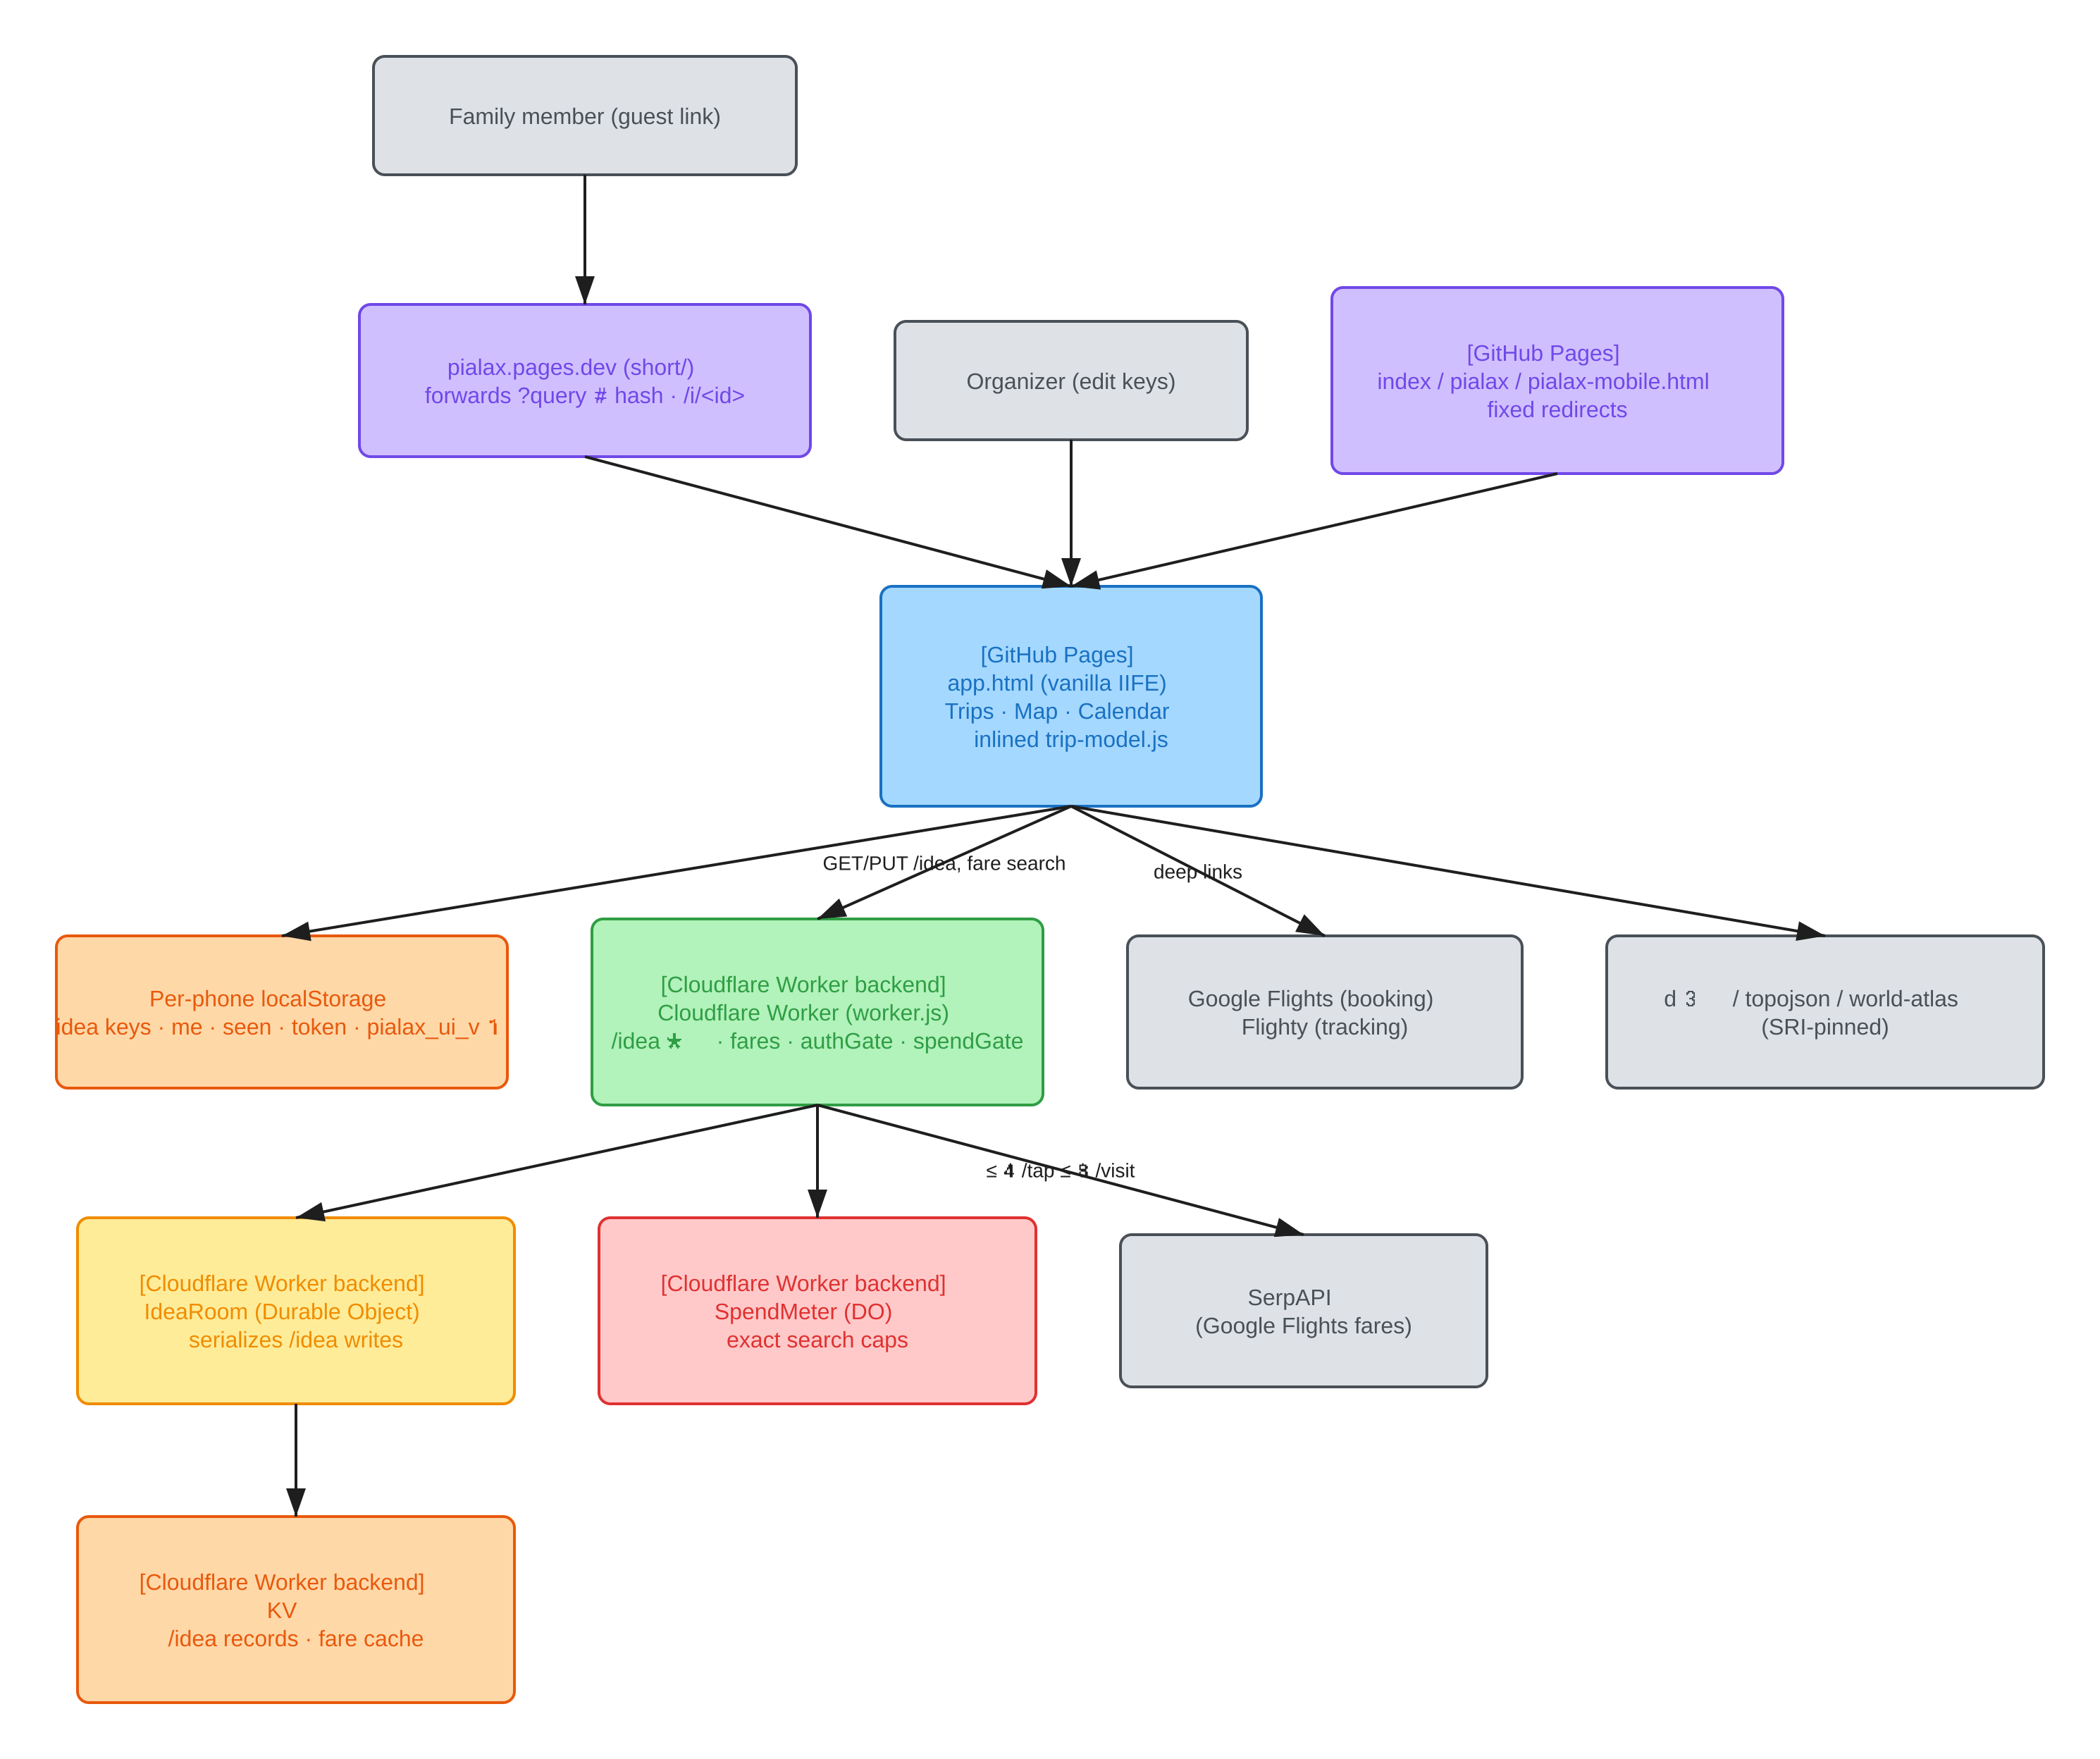 Family member (guest link)
pialax.pages.dev (short/)
forwards ?query # hash · /i/<id>
Organizer (edit keys)
[GitHub Pages]
index / pialax / pialax-mobile.html
fixed redirects
[GitHub Pages]
app.html (vanilla IIFE)
Trips · Map · Calendar
inlined trip-model.js
GET/PUT /idea, fare search
deep links
Per-phone localStorage
idea keys · me · seen · token · pialax_ui_v 1
[Cloudflare Worker backend]
Cloudflare Worker (worker.js)
/idea * · fares · authGate · spendGate
Google Flights (booking)
Flighty (tracking)
d 3 / topojson / world-atlas
(SRI-pinned)
≤ 4 /tap ≤ 8 /visit
[Cloudflare Worker backend]
IdeaRoom (Durable Object)
serializes /idea writes
[Cloudflare Worker backend]
SpendMeter (DO)
exact search caps
SerpAPI
(Google Flights fares)
[Cloudflare Worker backend]
KV
/idea records · fare cache